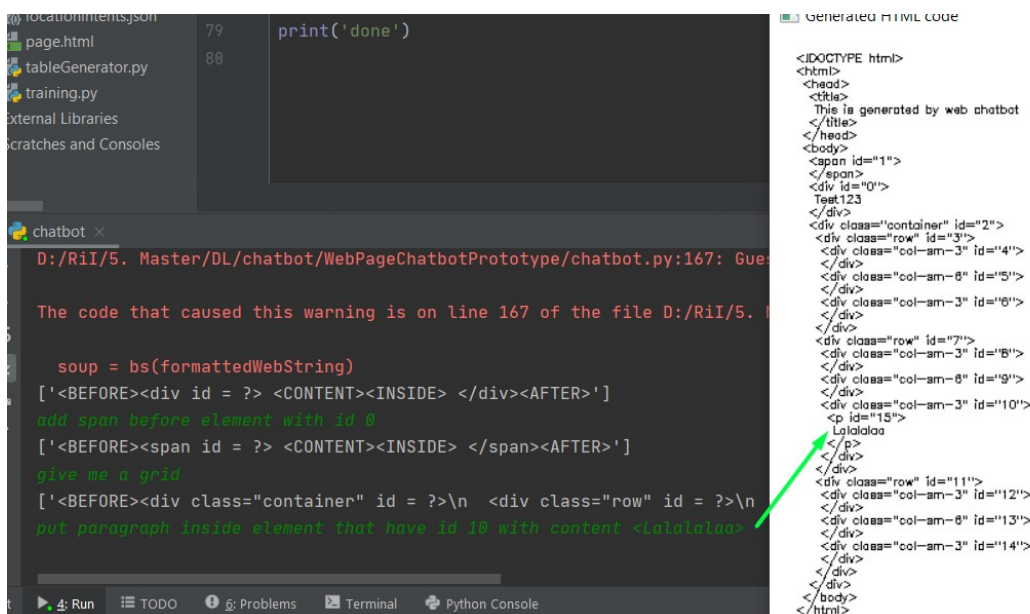 locationIntents.json
page.html
tableGenerator.py
training.py
External Libraries
Scratches and Consoles
79 print('done')
80
chatbot ×
D:/RiI/5. Master/DL/chatbot/WebPageChatbotPrototype/chatbot.py:167: Gues
The code that caused this warning is on line 167 of the file D:/RiI/5. M
soup = bs(formattedWebString)
['<BEFORE><div id = ?> <CONTENT><INSIDE> </div><AFTER>']
add span before element with id 0
['<BEFORE><span id = ?> <CONTENT><INSIDE> </span><AFTER>']
give me a grid
['<BEFORE><div class="container" id = ?>\n  <div class="row" id = ?>\n
put paragraph inside element that have id 10 with content <Lalalalaa>
4: Run TODO 6: Problems Terminal Python Console
Generated HTML code
<!DOCTYPE html>
<html>
<head>
<title>
This is generated by web chatbot
</title>
</head>
<body>
<span id="1">
</span>
<div id="0">
Test123
</div>
<div class="container" id="2">
<div class="row" id="3">
<div class="col-sm-3" id="4">
</div>
<div class="col-sm-6" id="5">
</div>
<div class="col-sm-3" id="6">
</div>
</div>
<div class="row" id="7">
<div class="col-sm-3" id="8">
</div>
<div class="col-sm-6" id="9">
</div>
<div class="col-sm-3" id="10">
<p id="15">
Lalalalaa
</p>
</div>
</div>
<div class="row" id="11">
<div class="col-sm-3" id="12">
</div>
<div class="col-sm-6" id="13">
</div>
<div class="col-sm-3" id="14">
</div>
</div>
</div>
</body>
</html>